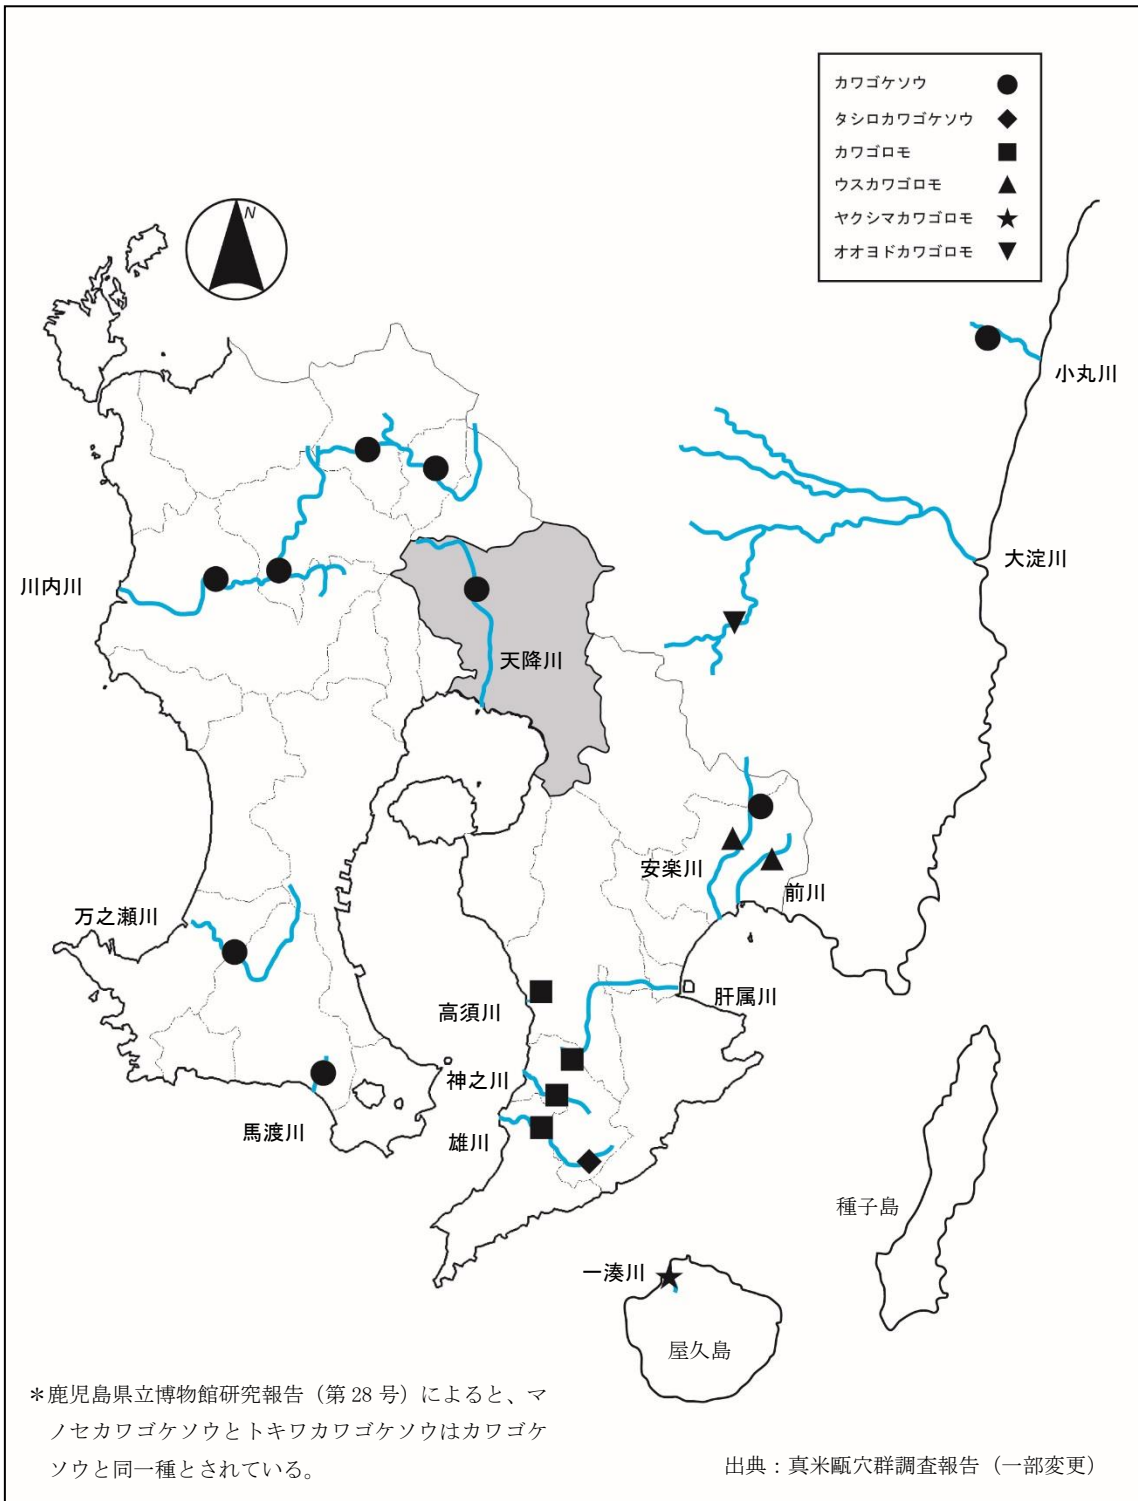 カワゴケソウ
タシロカワゴケソウ
カワゴロモ
ウスカワゴロモ
ヤクシマカワゴロモ
オオヨドカワゴロモ
N
小丸川
大淀川
川内川
天降川
安楽川
前川
万之瀬川
肝属川
高須川
神之川
馬渡川
雄川
種子島
一湊川
屋久島
*鹿児島県立博物館研究報告（第 28 号）によると、マ
ノセカワゴケソウとトキワカワゴケソウはカワゴケ
ソウと同一種とされている。
出典：真米甌穴群調査報告（一部変更）